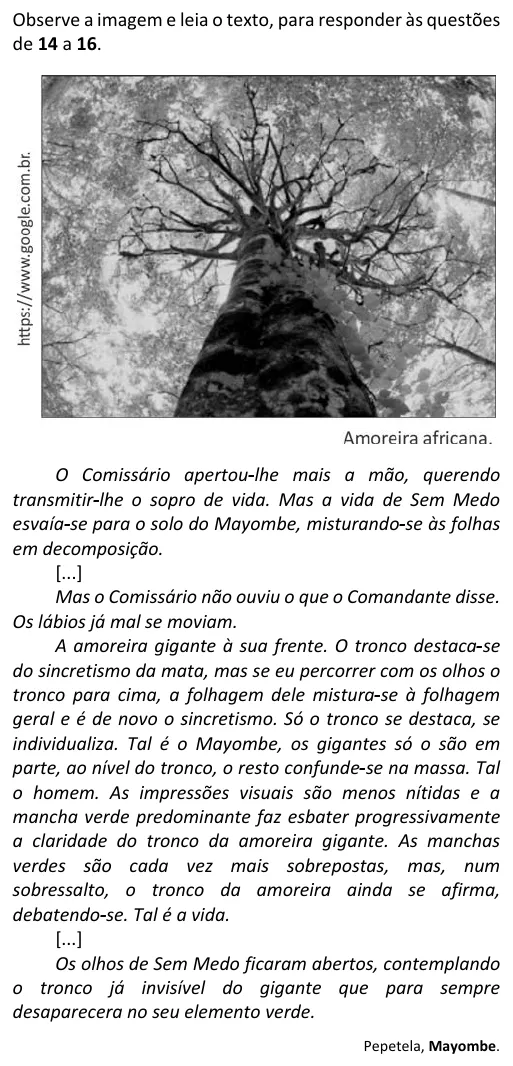 Observe a imagem e leia o texto, para responder às questões
de 14 a 16.
https://www.google.com.br.
Amoreira africana.
O Comissário apertou-lhe mais a mão, querendo
transmitir-lhe o sopro de vida. Mas a vida de Sem Medo
esvaía-se para o solo do Mayombe, misturando-se às folhas
em decomposição.
[...]
Mas o Comissário não ouviu o que o Comandante disse.
Os lábios já mal se moviam.
A amoreira gigante à sua frente. O tronco destaca-se
do sincretismo da mata, mas se eu percorrer com os olhos o
tronco para cima, a folhagem dele mistura-se à folhagem
geral e é de novo o sincretismo. Só o tronco se destaca, se
individualiza. Tal é o Mayombe, os gigantes só o são em
parte, ao nível do tronco, o resto confunde-se na massa. Tal
o homem. As impressões visuais são menos nítidas e a
mancha verde predominante faz esbater progressivamente
a claridade do tronco da amoreira gigante. As manchas
verdes são cada vez mais sobrepostas, mas, num
sobressalto, o tronco da amoreira ainda se afirma,
debatendo-se. Tal é a vida.
[...]
Os olhos de Sem Medo ficaram abertos, contemplando
o tronco já invisível do gigante que para sempre
desaparecera no seu elemento verde.
Pepetela, Mayombe.